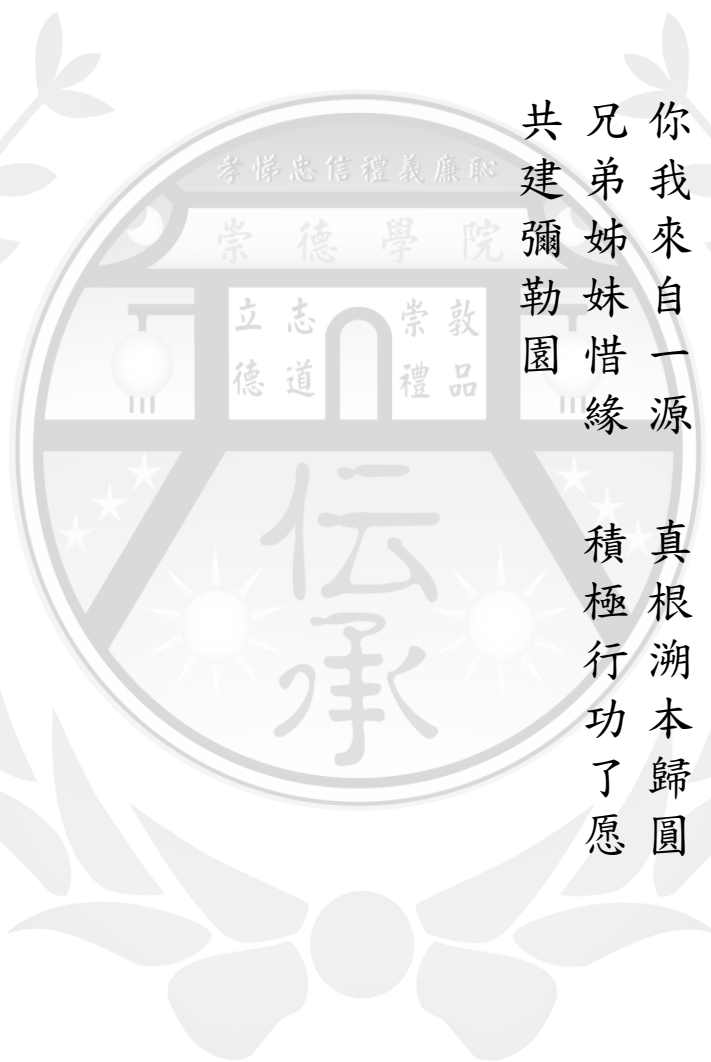 你我來自一源　真根溯本歸圓
兄弟姊妹惜緣　積極行功了愿
共建彌勒園
孝悌忠信禮義廉恥
崇德學院
敦品崇禮
立德志道
伝承